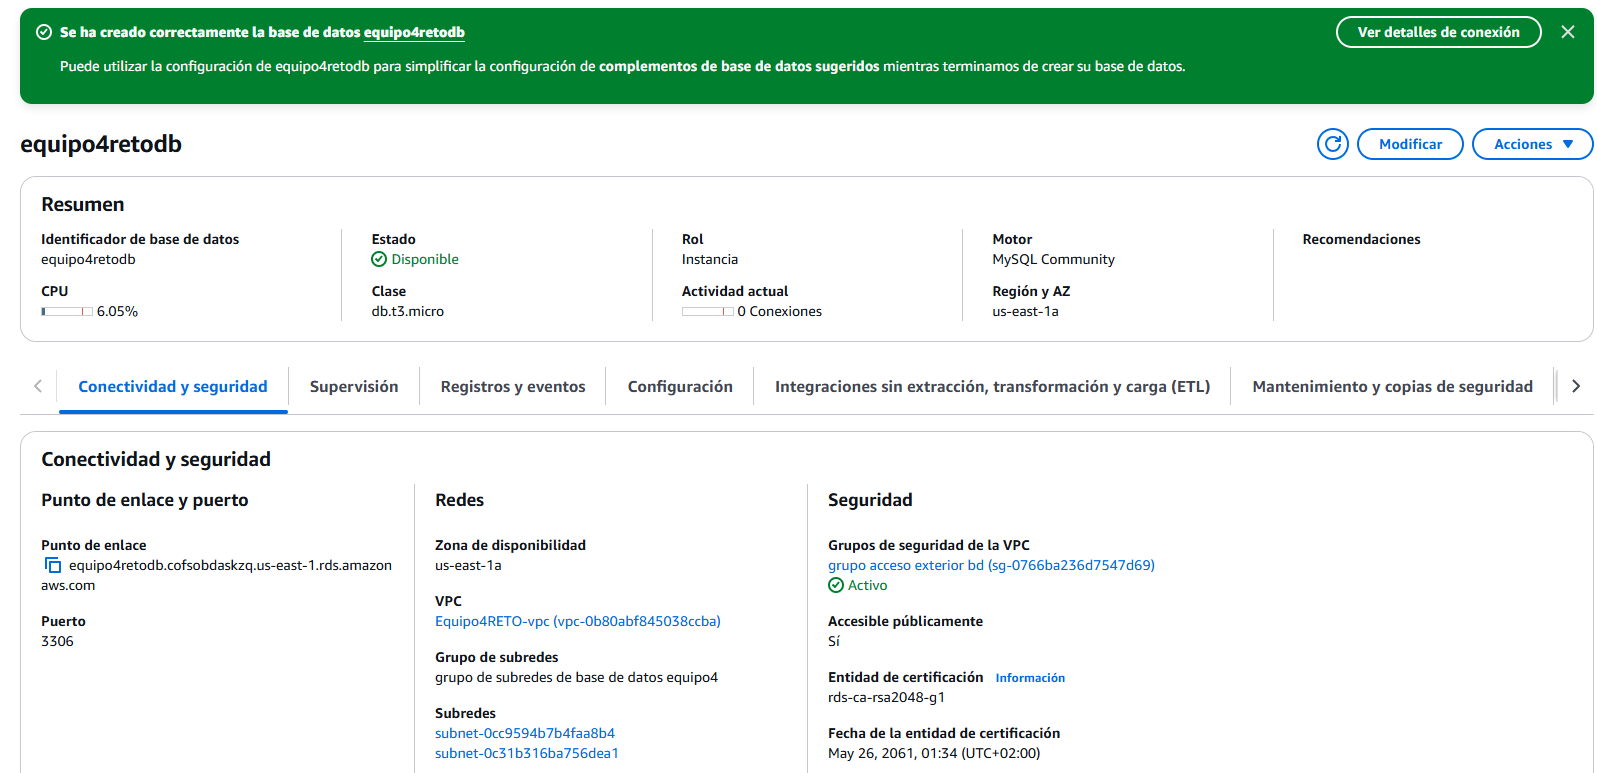 Se ha creado correctamente la base de datos equipo4retodb
Ver detalles de conexión
Puede utilizar la configuración de equipo4retodb para simplificar la configuración de complementos de base de datos sugeridos mientras terminamos de crear su base de datos.
equipo4retodb
Modificar
Acciones
Resumen
Identificador de base de datos
equipo4retodb
CPU
6.05%
Estado
Disponible
Clase
db.t3.micro
Rol
Instancia
Actividad actual
0 Conexiones
Motor
MySQL Community
Región y AZ
us-east-1a
Recomendaciones
Conectividad y seguridad
Supervisión
Registros y eventos
Configuración
Integraciones sin extracción, transformación y carga (ETL)
Mantenimiento y copias de seguridad
Conectividad y seguridad
Punto de enlace y puerto
Punto de enlace
equipo4retodb.cofsobdaskzq.us-east-1.rds.amazon
aws.com
Puerto
3306
Redes
Zona de disponibilidad
us-east-1a
VPC
Equipo4RETO-vpc (vpc-0b80abf845038ccba)
Grupo de subredes
grupo de subredes de base de datos equipo4
Subredes
subnet-0cc9594b7b4faa8b4
subnet-0c31b316ba756dea1
Seguridad
Grupos de seguridad de la VPC
grupo acceso exterior bd (sg-0766ba236d7547d69)
Activo
Accesible públicamente
Sí
Entidad de certificación Información
rds-ca-rsa2048-g1
Fecha de la entidad de certificación
May 26, 2061, 01:34 (UTC+02:00)